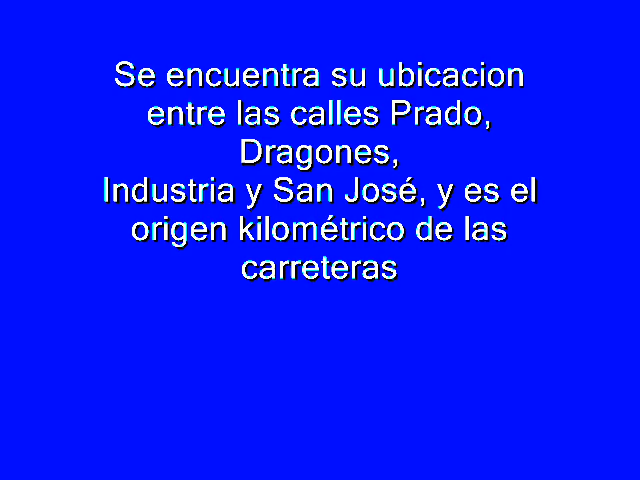 Se encuentra su ubicacion
entre las calles Prado,
Dragones,
Industria y San José, y es el
origen kilométrico de las
carreteras